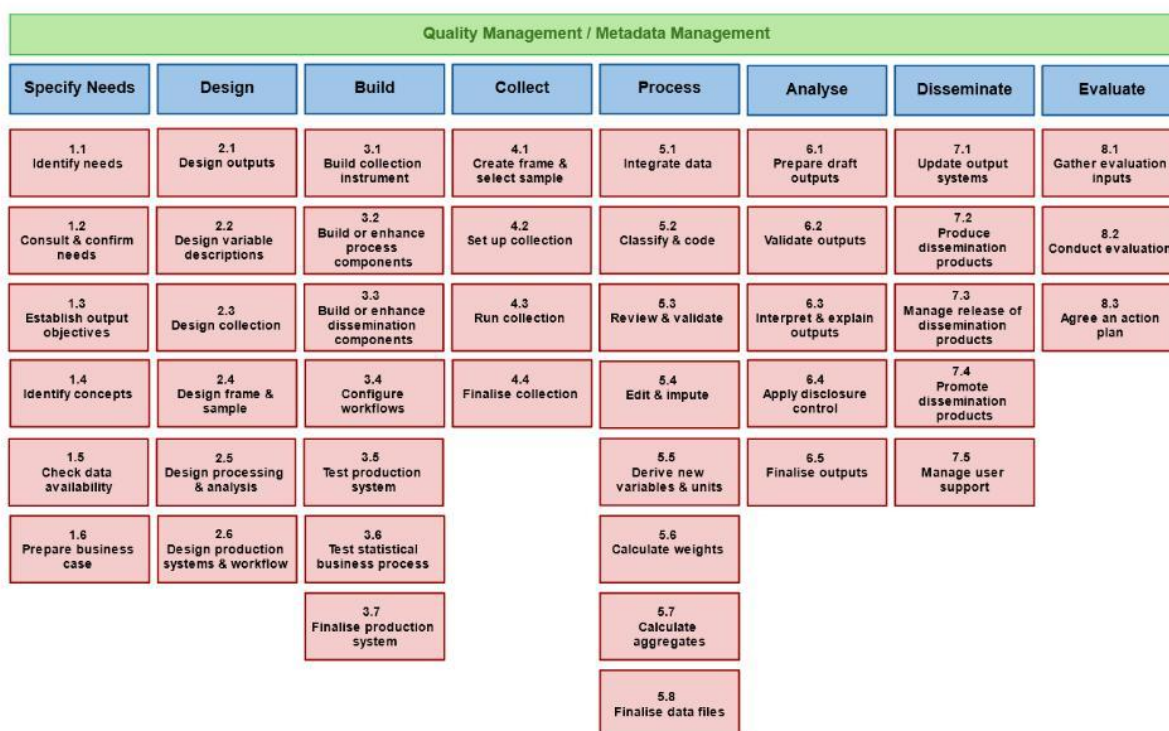 Quality Management / Metadata Management
Specify Needs
Design
Build
Collect
Process
Analyse
Disseminate
Evaluate
1.1
Identify needs
2.1
Design outputs
3.1
Build collection
instrument
4.1
Create frame &
select sample
5.1
Integrate data
6.1
Prepare draft
outputs
7.1
Update output
systems
8.1
Gather evaluation
inputs
1.2
Consult & confirm
needs
2.2
Design variable
descriptions
3.2
Build or enhance
process
components
4.2
Set up collection
5.2
Classify & code
6.2
Validate outputs
7.2
Produce
dissemination
products
8.2
Conduct evaluation
1.3
Establish output
objectives
2.3
Design collection
3.3
Build or enhance
dissemination
components
4.3
Run collection
5.3
Review & validate
6.3
Interpret & explain
outputs
7.3
Manage release of
dissemination
products
8.3
Agree an action
plan
1.4
Identify concepts
2.4
Design frame &
sample
3.4
Configure
workflows
4.4
Finalise collection
5.4
Edit & impute
6.4
Apply disclosure
control
7.4
Promote
dissemination
products
1.5
Check data
availability
2.5
Design processing
& analysis
3.5
Test production
system
5.5
Derive new
variables & units
6.5
Finalise outputs
7.5
Manage user
support
1.6
Prepare business
case
2.6
Design production
systems & workflow
3.6
Test statistical
business process
5.6
Calculate weights
3.7
Finalise production
system
5.7
Calculate
aggregates
5.8
Finalise data files